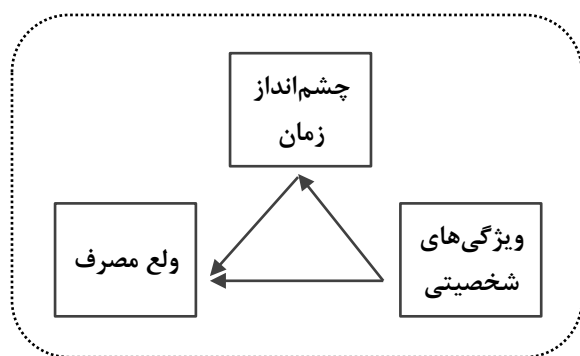 چشم‌انداز
زمان
ویژگی‌های
شخصیتی
ولع مصرف